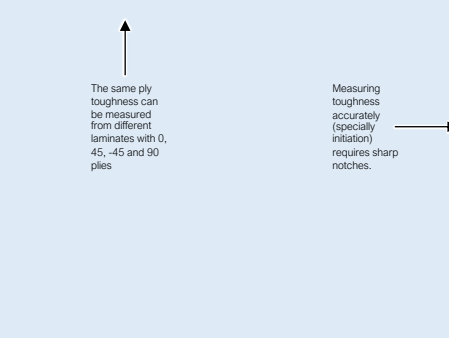 The same ply
toughness can
be measured
from different
laminates with 0,
45, -45 and 90
plies
Measuring
toughness
accurately
(specially
initiation)
requires sharp
notches.